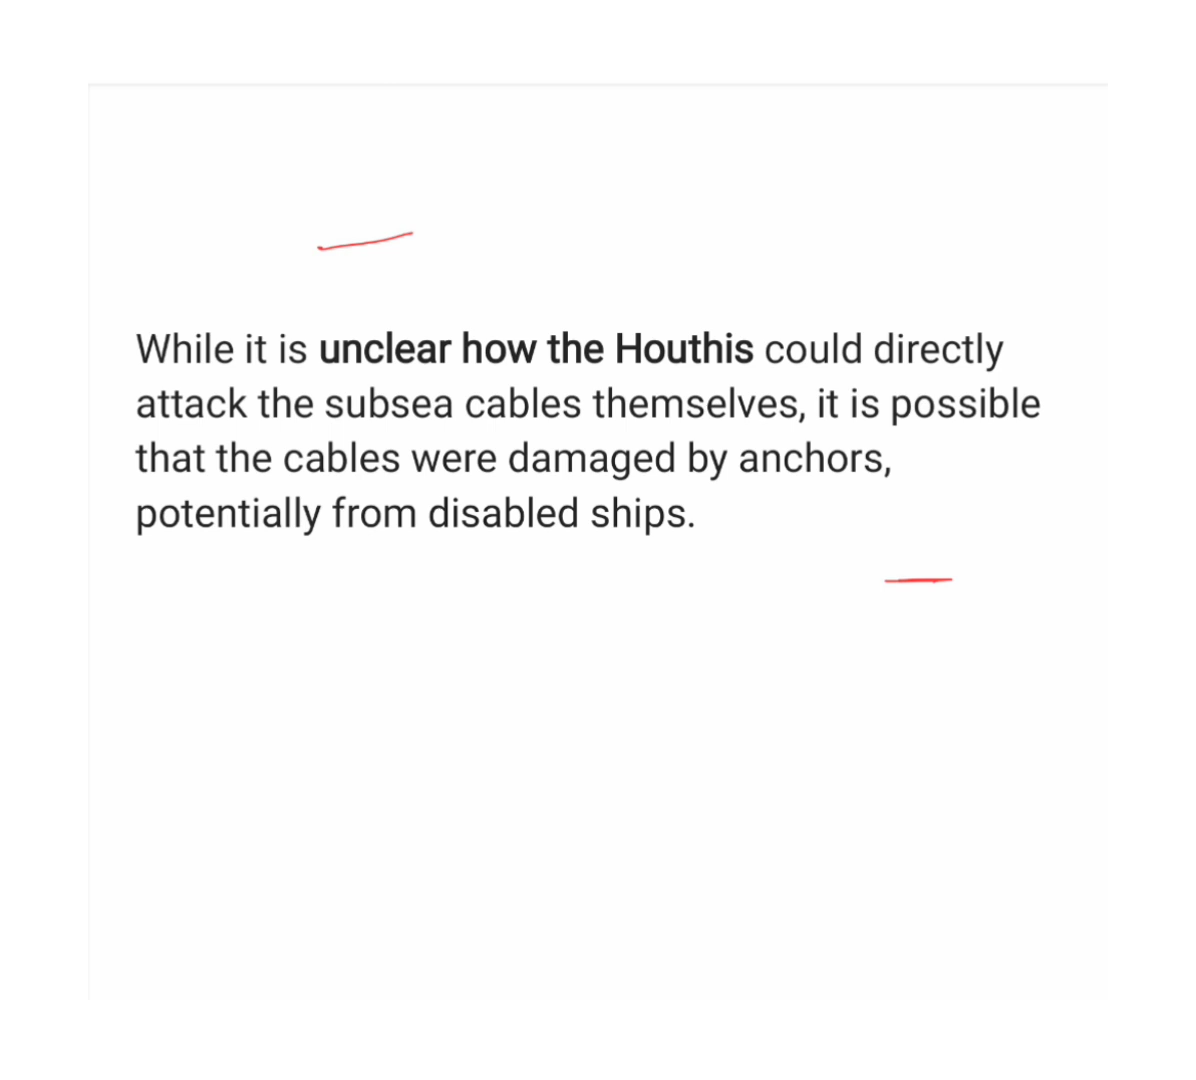 While it is unclear how the Houthis could directly
attack the subsea cables themselves, it is possible
that the cables were damaged by anchors,
potentially from disabled ships.